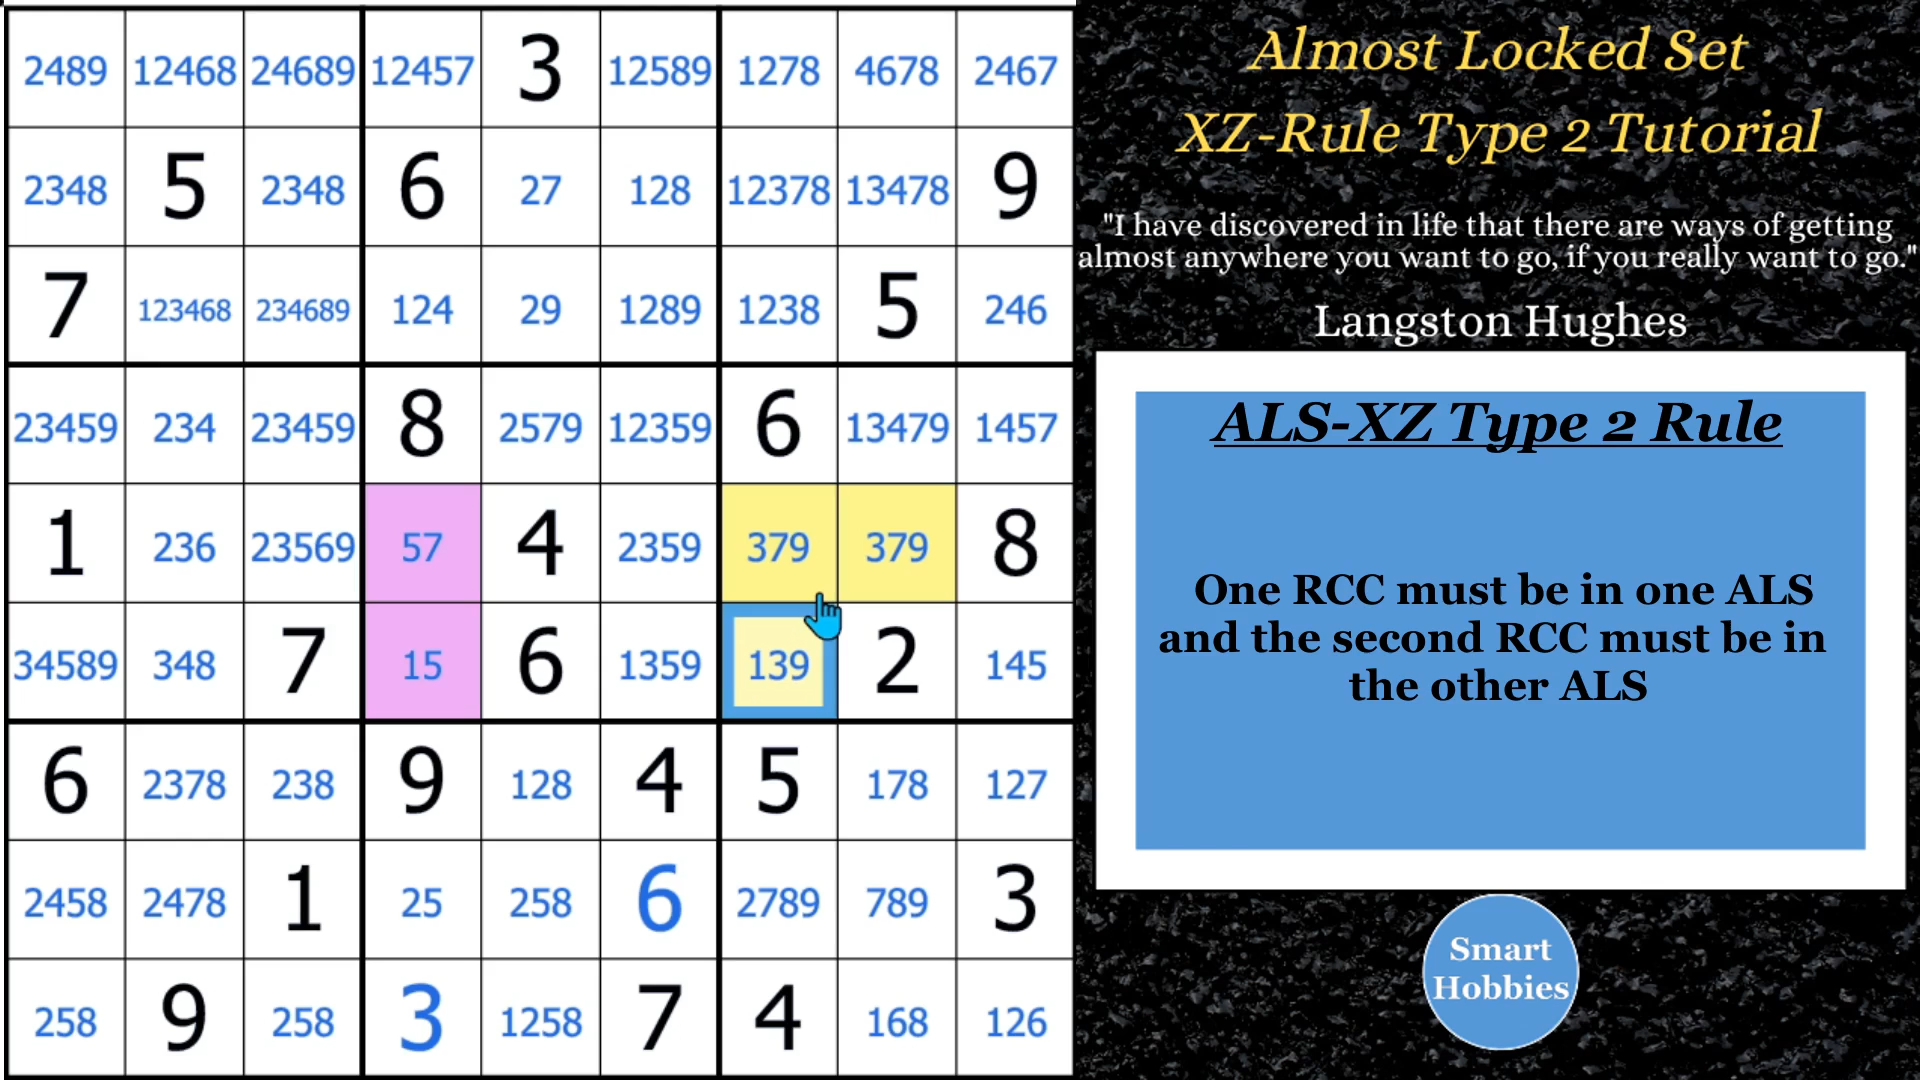 2489 12468 24689 12457 3 12589 1278 4678 2467
2348 5 2348 6 27 128 12378 13478 9
7 123468 234689 124 29 1289 1238 5 246
23459 234 23459 8 2579 12359 6 13479 1457
1 236 23569 57 4 2359 379 379 8
34589 348 7 15 6 1359 139 2 145
6 2378 238 9 128 4 5 178 127
2458 2478 1 25 258 6 2789 789 3
258 9 258 3 1258 7 4 168 126
Almost Locked Set
XZ-Rule Type 2 Tutorial
"I have discovered in life that there are ways of getting
almost anywhere you want to go, if you really want to go."
Langston Hughes
ALS-XZ Type 2 Rule
One RCC must be in one ALS
and the second RCC must be in
the other ALS
Smart
Hobbies